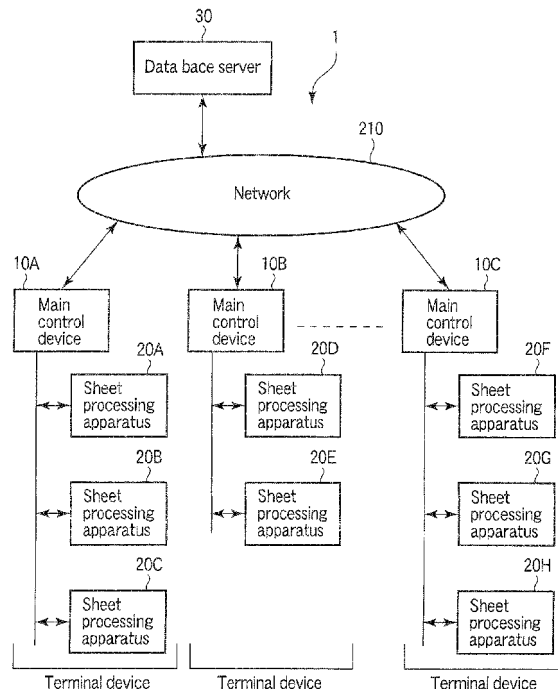 30
1
Data bace server
210
Network
10A
10B
10C
Main
control
device
Main
control
device
Main
control
device
20A
20D
20F
Sheet
processing
apparatus
Sheet
processing
apparatus
Sheet
processing
apparatus
20B
20E
20G
Sheet
processing
apparatus
Sheet
processing
apparatus
Sheet
processing
apparatus
20C
20H
Sheet
processing
apparatus
Sheet
processing
apparatus
Terminal device
Terminal device
Terminal device